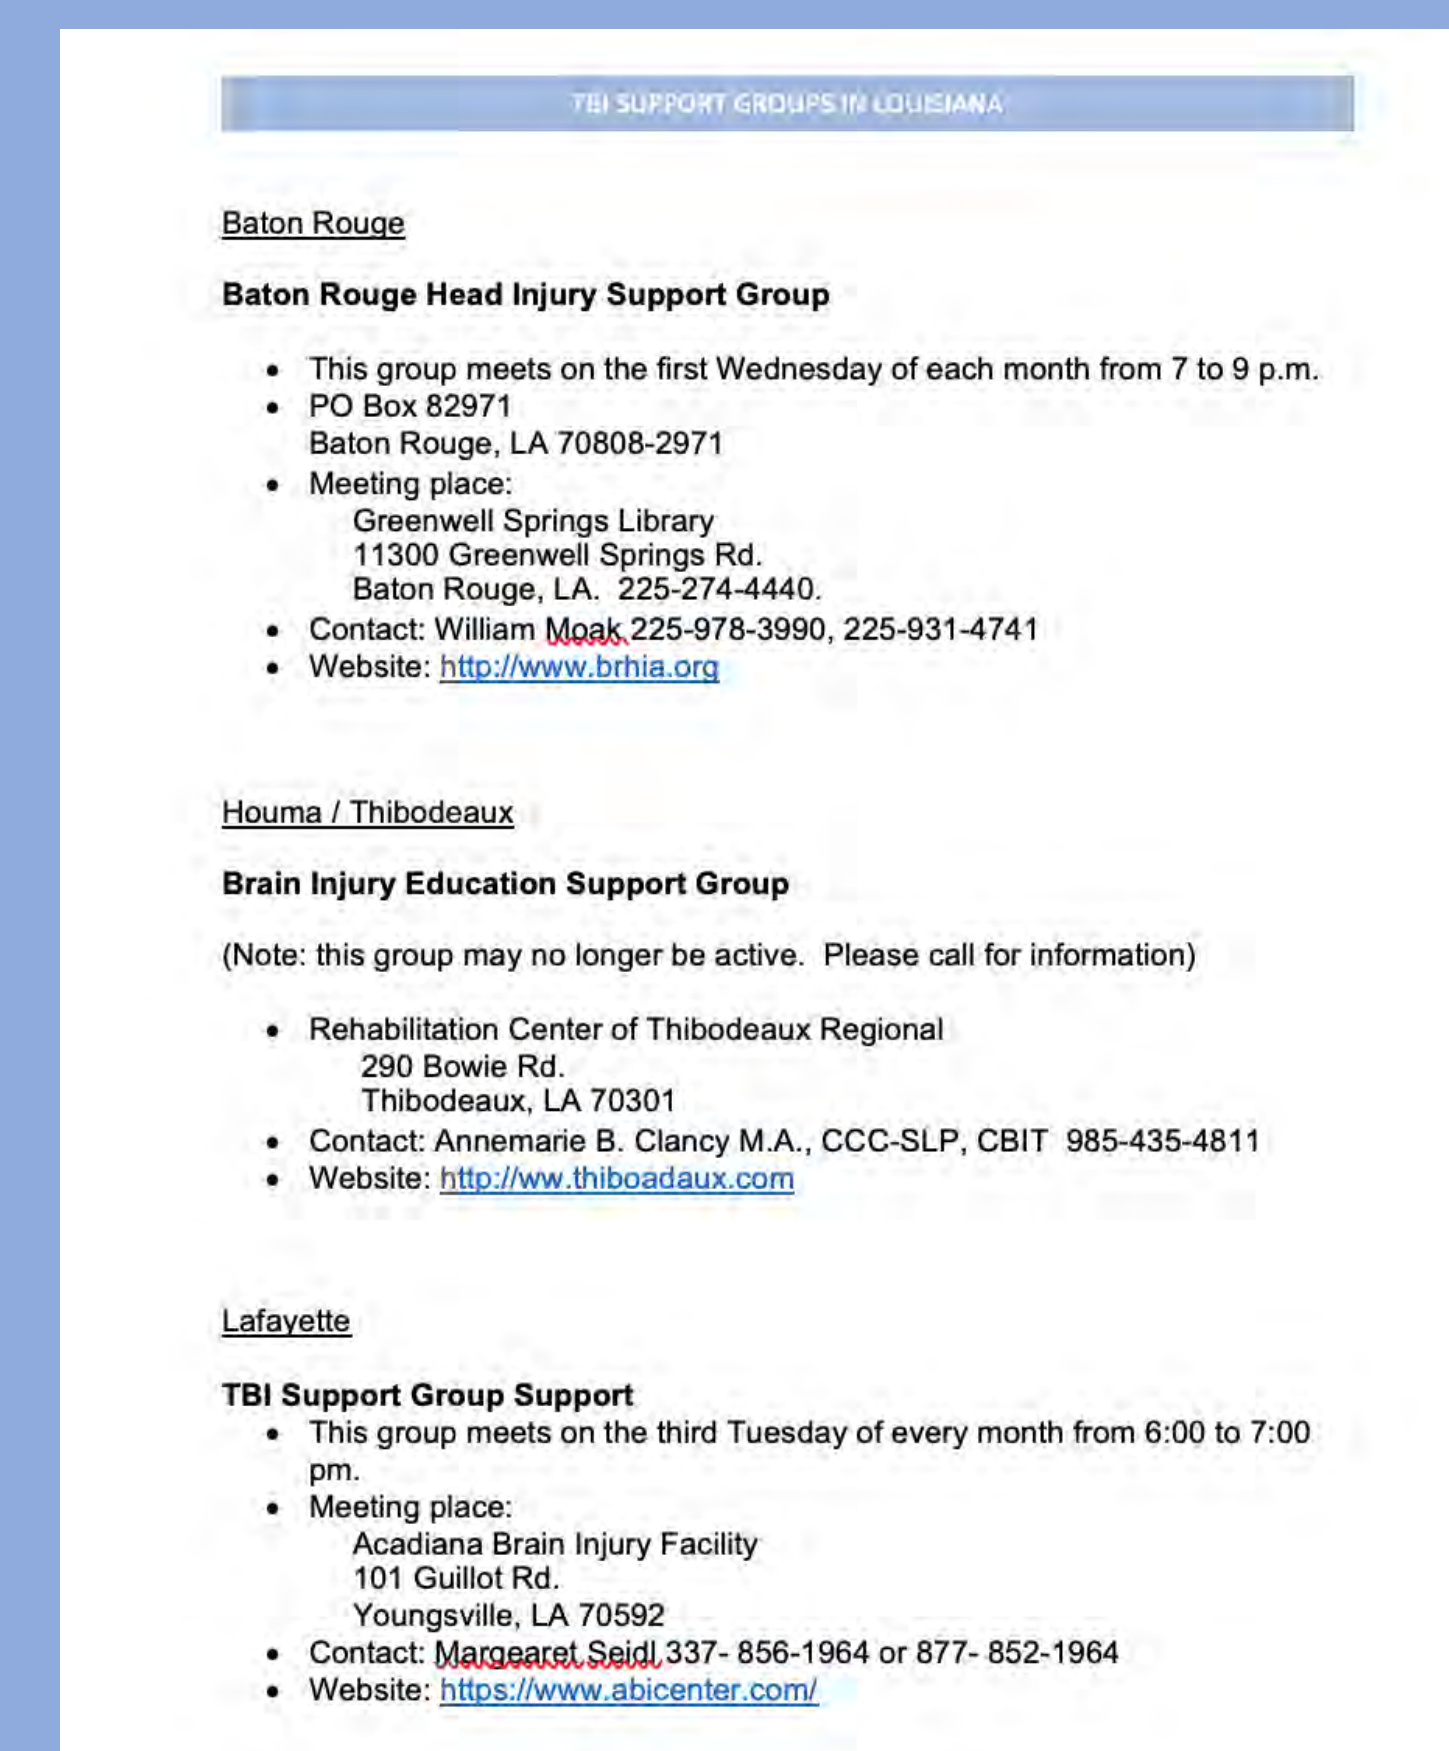 TBI SUPPORT GROUPS IN LOUISIANA
Baton Rouge
Baton Rouge Head Injury Support Group
• This group meets on the first Wednesday of each month from 7 to 9 p.m.
• PO Box 82971
Baton Rouge, LA 70808-2971
• Meeting place:
Greenwell Springs Library
11300 Greenwell Springs Rd.
Baton Rouge, LA.  225-274-4440.
• Contact: William Moak 225-978-3990, 225-931-4741
• Website: http://www.brhia.org
Houma / Thibodeaux
Brain Injury Education Support Group
(Note: this group may no longer be active.  Please call for information)
• Rehabilitation Center of Thibodeaux Regional
290 Bowie Rd.
Thibodeaux, LA 70301
• Contact: Annemarie B. Clancy M.A., CCC-SLP, CBIT  985-435-4811
• Website: http://ww.thiboadaux.com
Lafayette
TBI Support Group Support
• This group meets on the third Tuesday of every month from 6:00 to 7:00
pm.
• Meeting place:
Acadiana Brain Injury Facility
101 Guillot Rd.
Youngsville, LA 70592
• Contact: Margearet Seidl 337- 856-1964 or 877- 852-1964
• Website: https://www.abicenter.com/